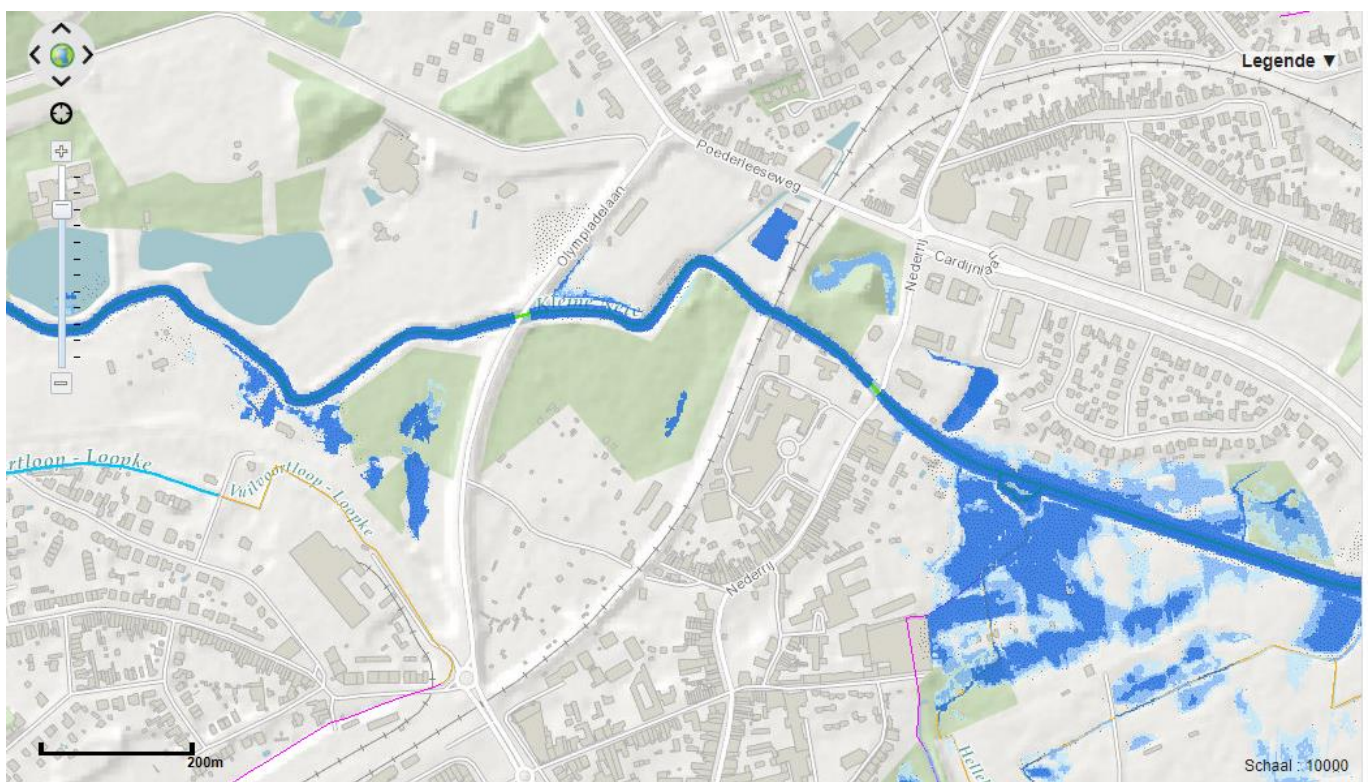 Legende ▼
Poederleeseweg
Olympiadelaan
Nederrij
Cardijnlaan
Kleine Nete
rtloop - Loopke
Vuilvoortloop - Loopke
Nederrij
200m
Schaal : 10000